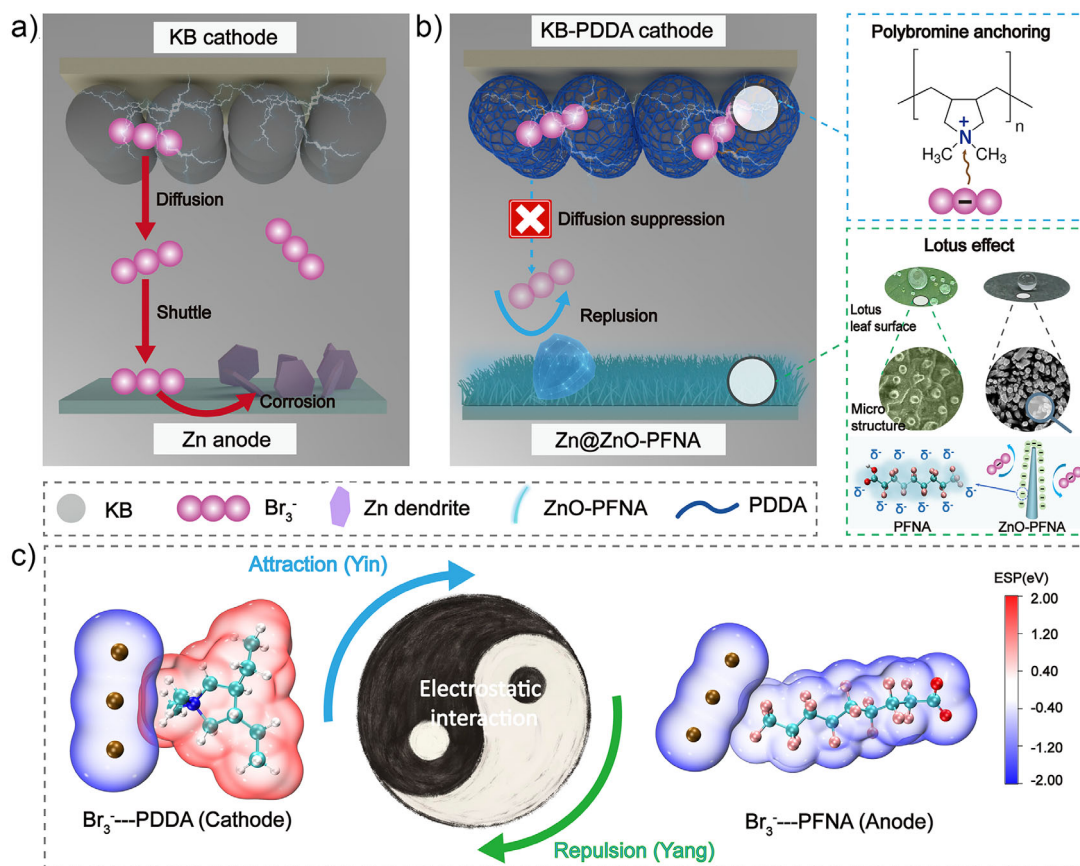 a)
KB cathode
Diffusion
Shuttle
Corrosion
Zn anode
b)
KB-PDDA cathode
Diffusion suppression
Replusion
Zn@ZnO-PFNA
Polybromine anchoring
n
N
+
H₃C
CH₃
−
Lotus effect
Lotus
leaf surface
Micro
structure
δ⁻ δ⁻ δ⁻ δ⁻
δ⁻ δ⁻
δ⁻ δ⁻ δ⁻ δ⁻
PFNA
ZnO-PFNA
KB
Br₃⁻
Zn dendrite
ZnO-PFNA
PDDA
c)
Attraction (Yin)
Electrostatic
interaction
Repulsion (Yang)
Br₃⁻---PDDA (Cathode)
Br₃⁻---PFNA (Anode)
ESP(eV)
2.00
1.20
0.40
-0.40
-1.20
-2.00